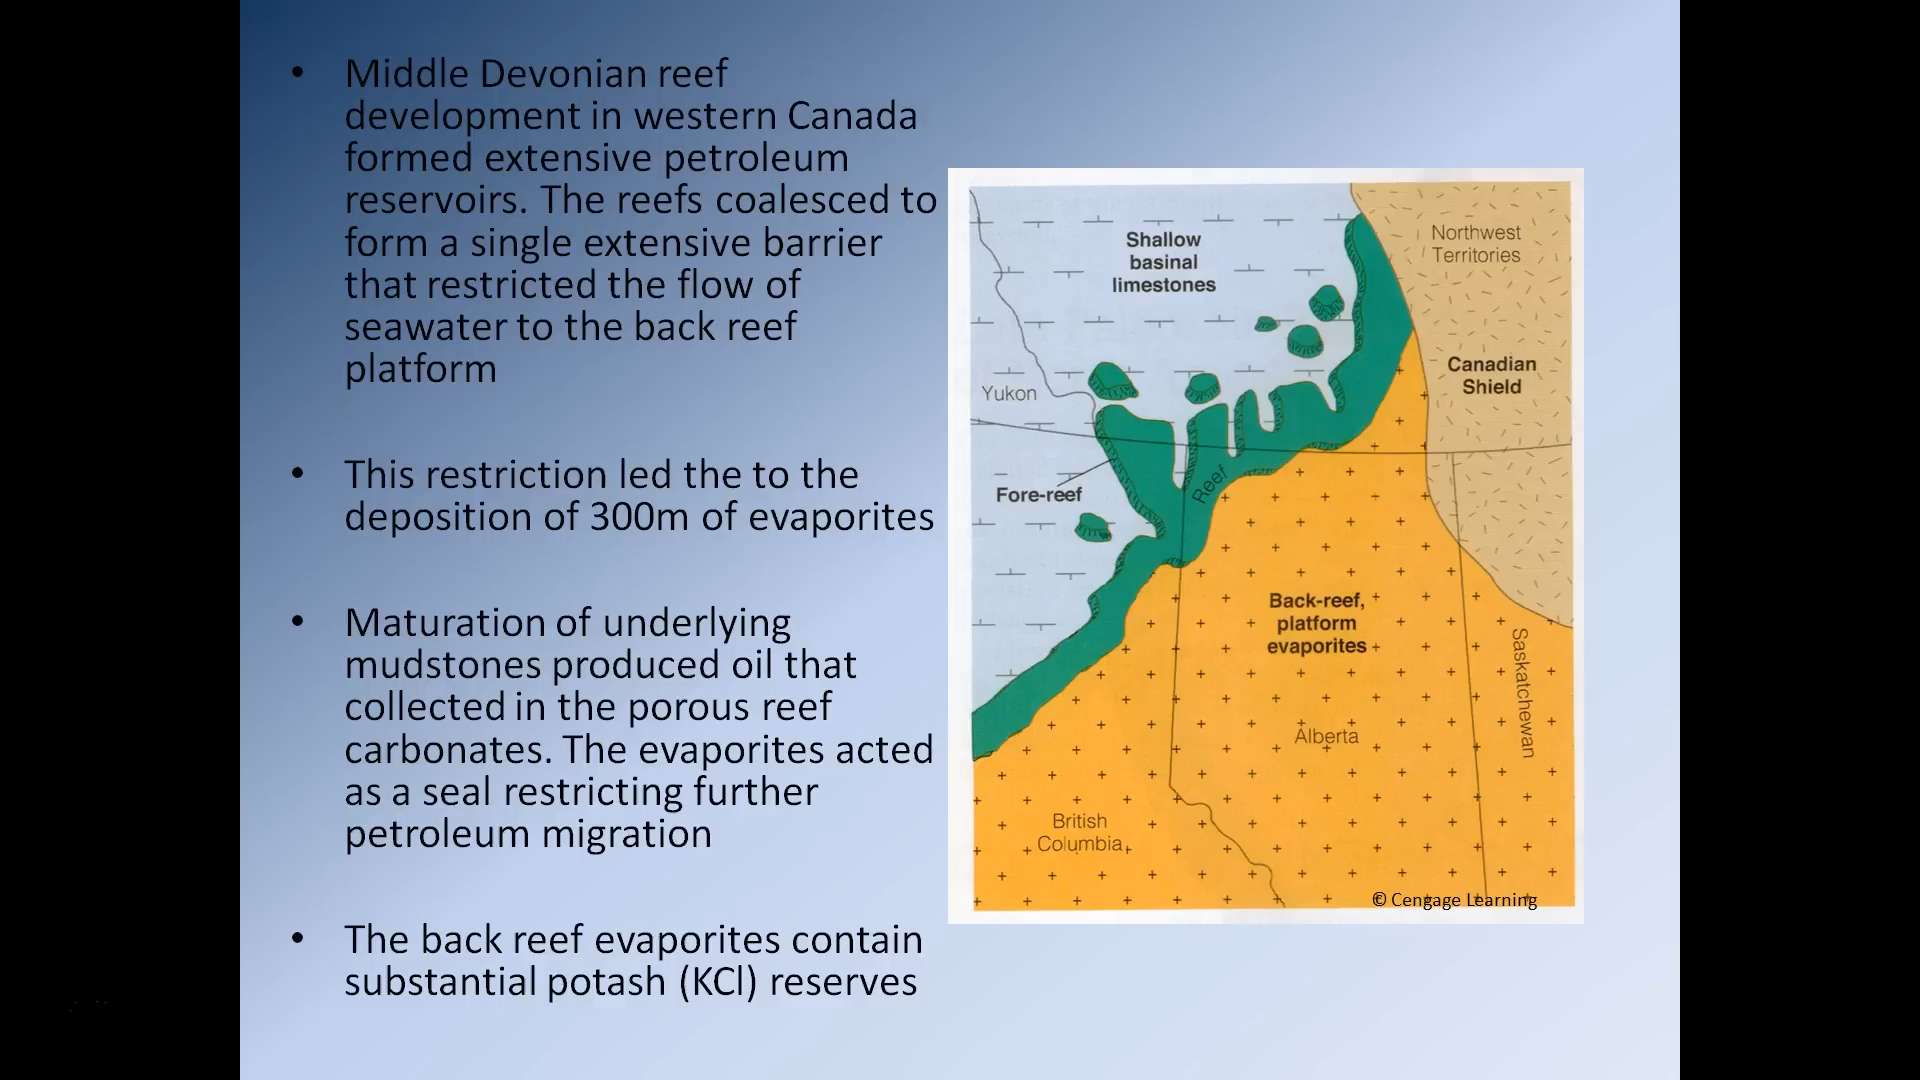 • Middle Devonian reef
development in western Canada
formed extensive petroleum
reservoirs. The reefs coalesced to
form a single extensive barrier
that restricted the flow of
seawater to the back reef
platform
• This restriction led the to the
deposition of 300m of evaporites
• Maturation of underlying
mudstones produced oil that
collected in the porous reef
carbonates. The evaporites acted
as a seal restricting further
petroleum migration
• The back reef evaporites contain
substantial potash (KCl) reserves
Shallow
basinal
limestones
Northwest
Territories
Canadian
Shield
Yukon
Fore-reef
Reef
Back-reef,
platform
evaporites
Alberta
Saskatchewan
British
Columbia
© Cengage Learning